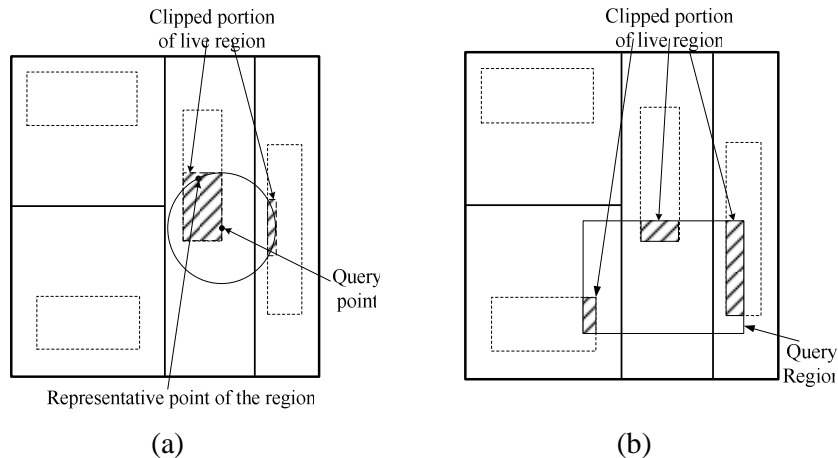 Clipped portion
of live region
Query
point
Representative point of the region
(a)
Clipped portion
of live region
Query
Region
(b)